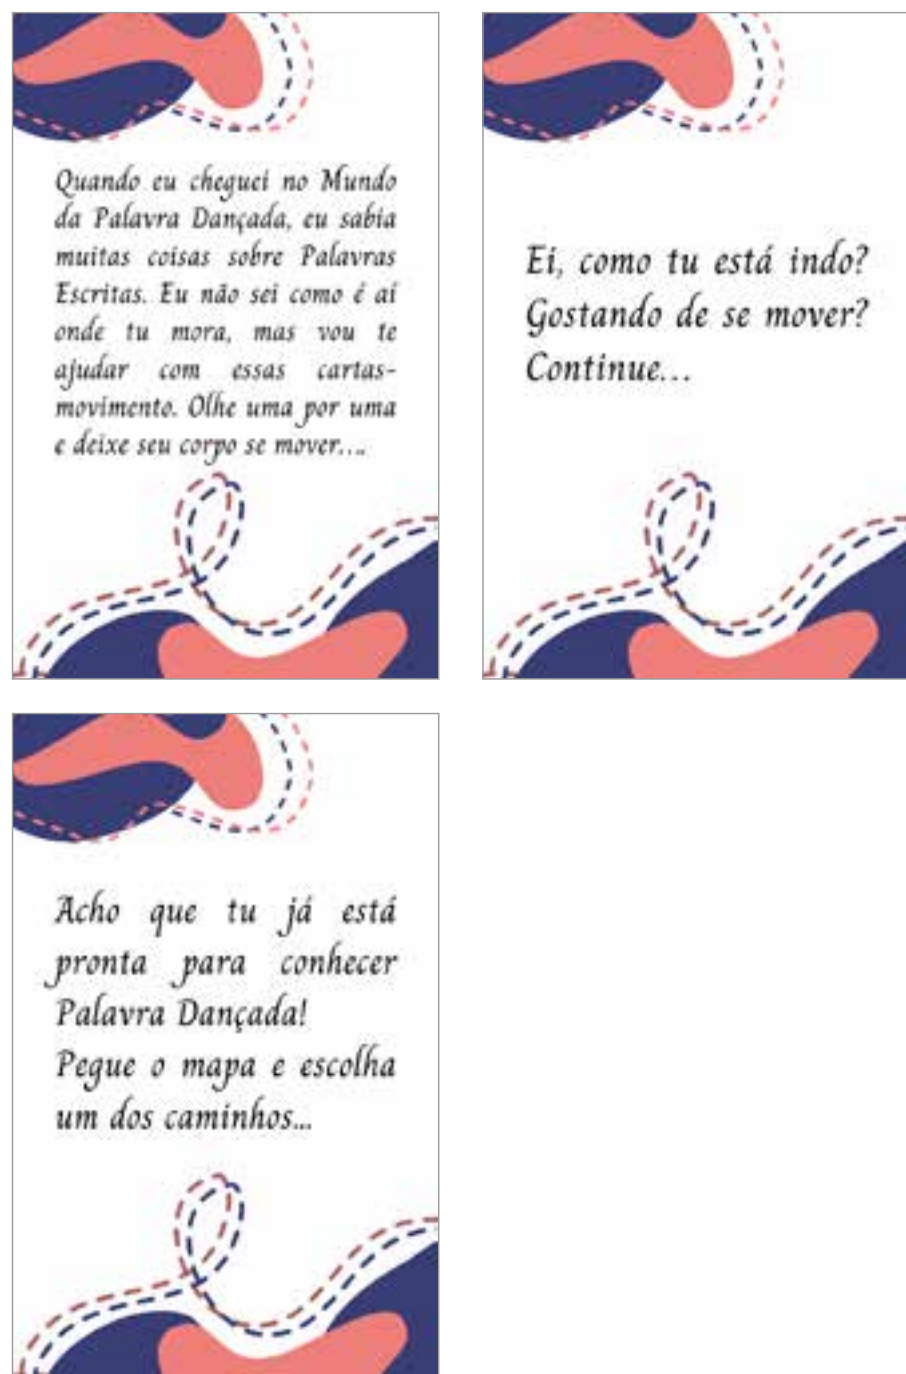 Quando eu cheguei no Mundo
da Palavra Dançada, eu sabia
muitas coisas sobre Palavras
Escritas. Eu não sei como é aí
onde tu mora, mas vou te
ajudar com essas cartas-
movimento. Olhe uma por uma
e deixe seu corpo se mover....
Ei, como tu está indo?
Gostando de se mover?
Continue...
Acho que tu já está
pronta para conhecer
Palavra Dançada!
Pegue o mapa e escolha
um dos caminhos...